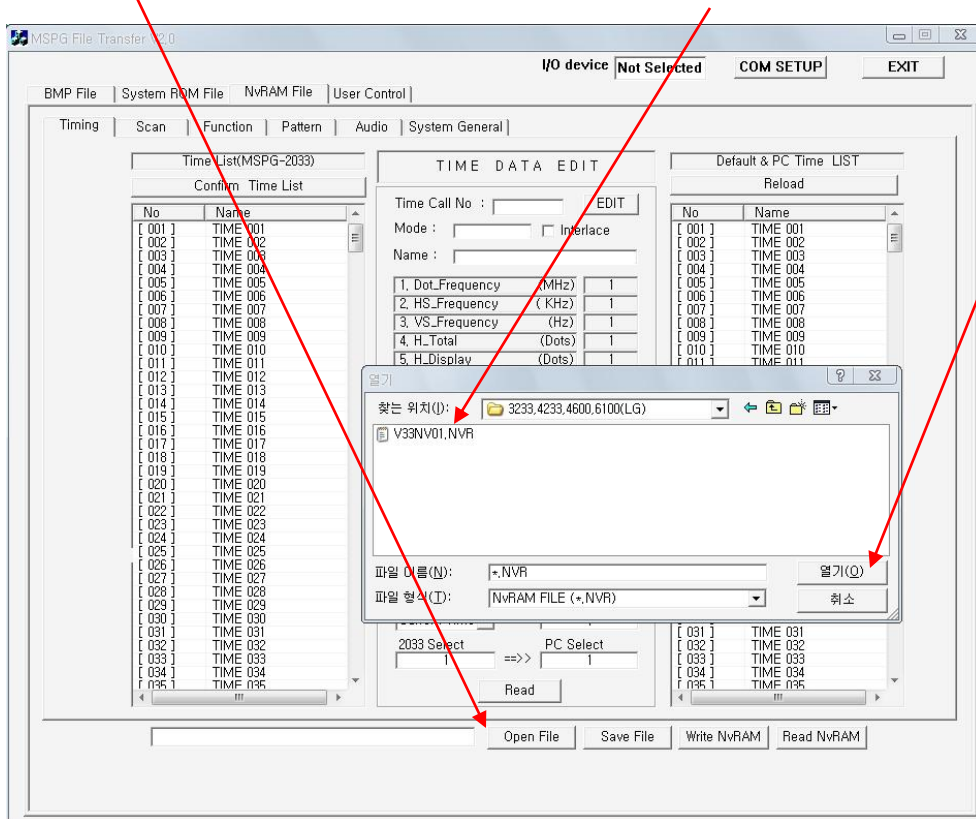 MSPG File Transfer V2.0
I/O device Not Selected COM SETUP EXIT
BMP File System ROM File NvRAM File User Control
Timing Scan Function Pattern Audio System General
Time List(MSPG-2033)
Confirm Time List
No Name
[ 001 ] TIME 001
[ 002 ] TIME 002
[ 003 ] TIME 003
[ 004 ] TIME 004
[ 005 ] TIME 005
[ 006 ] TIME 006
[ 007 ] TIME 007
[ 008 ] TIME 008
[ 009 ] TIME 009
[ 010 ] TIME 010
[ 011 ] TIME 011
[ 012 ] TIME 012
[ 013 ] TIME 013
[ 014 ] TIME 014
[ 015 ] TIME 015
[ 016 ] TIME 016
[ 017 ] TIME 017
[ 018 ] TIME 018
[ 019 ] TIME 019
[ 020 ] TIME 020
[ 021 ] TIME 021
[ 022 ] TIME 022
[ 023 ] TIME 023
[ 024 ] TIME 024
[ 025 ] TIME 025
[ 026 ] TIME 026
[ 027 ] TIME 027
[ 028 ] TIME 028
[ 029 ] TIME 029
[ 030 ] TIME 030
[ 031 ] TIME 031
[ 032 ] TIME 032
[ 033 ] TIME 033
[ 034 ] TIME 034
[ 035 ] TIME 035
TIME DATA EDIT
Time Call No : EDIT
Mode : Interlace
Name :
1. Dot_Frequency (MHz) 1
2. HS_Frequency ( KHz) 1
3. VS_Frequency (Hz) 1
4. H_Total (Dots) 1
5. H_Display (Dots) 1
2033 Select PC Select
1 ==>> 1
Read
Default & PC Time LIST
Reload
No Name
[ 001 ] TIME 001
[ 002 ] TIME 002
[ 003 ] TIME 003
[ 004 ] TIME 004
[ 005 ] TIME 005
[ 006 ] TIME 006
[ 007 ] TIME 007
[ 008 ] TIME 008
[ 009 ] TIME 009
[ 010 ] TIME 010
[ 011 ] TIME 011
[ 031 ] TIME 031
[ 032 ] TIME 032
[ 033 ] TIME 033
[ 034 ] TIME 034
[ 035 ] TIME 035
열기
찾는 위치(I): 3233,4233,4600,6100(LG)
V33NV01.NVR
파일 이름(N): *.NVR 열기(O)
파일 형식(T): NvRAM FILE (*.NVR) 취소
Open File Save File Write NvRAM Read NvRAM